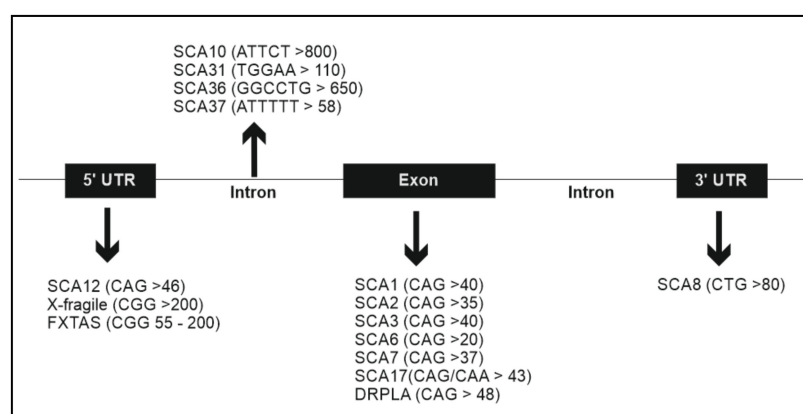 SCA10 (ATTCT >800)
SCA31 (TGGAA > 110)
SCA36 (GGCCTG > 650)
SCA37 (ATTTTT > 58)
5' UTR
Intron
Exon
Intron
3' UTR
SCA12 (CAG >46)
X-fragile (CGG >200)
FXTAS (CGG 55 - 200)
SCA1 (CAG >40)
SCA2 (CAG >35)
SCA3 (CAG >40)
SCA6 (CAG >20)
SCA7 (CAG >37)
SCA17(CAG/CAA > 43)
DRPLA (CAG > 48)
SCA8 (CTG >80)